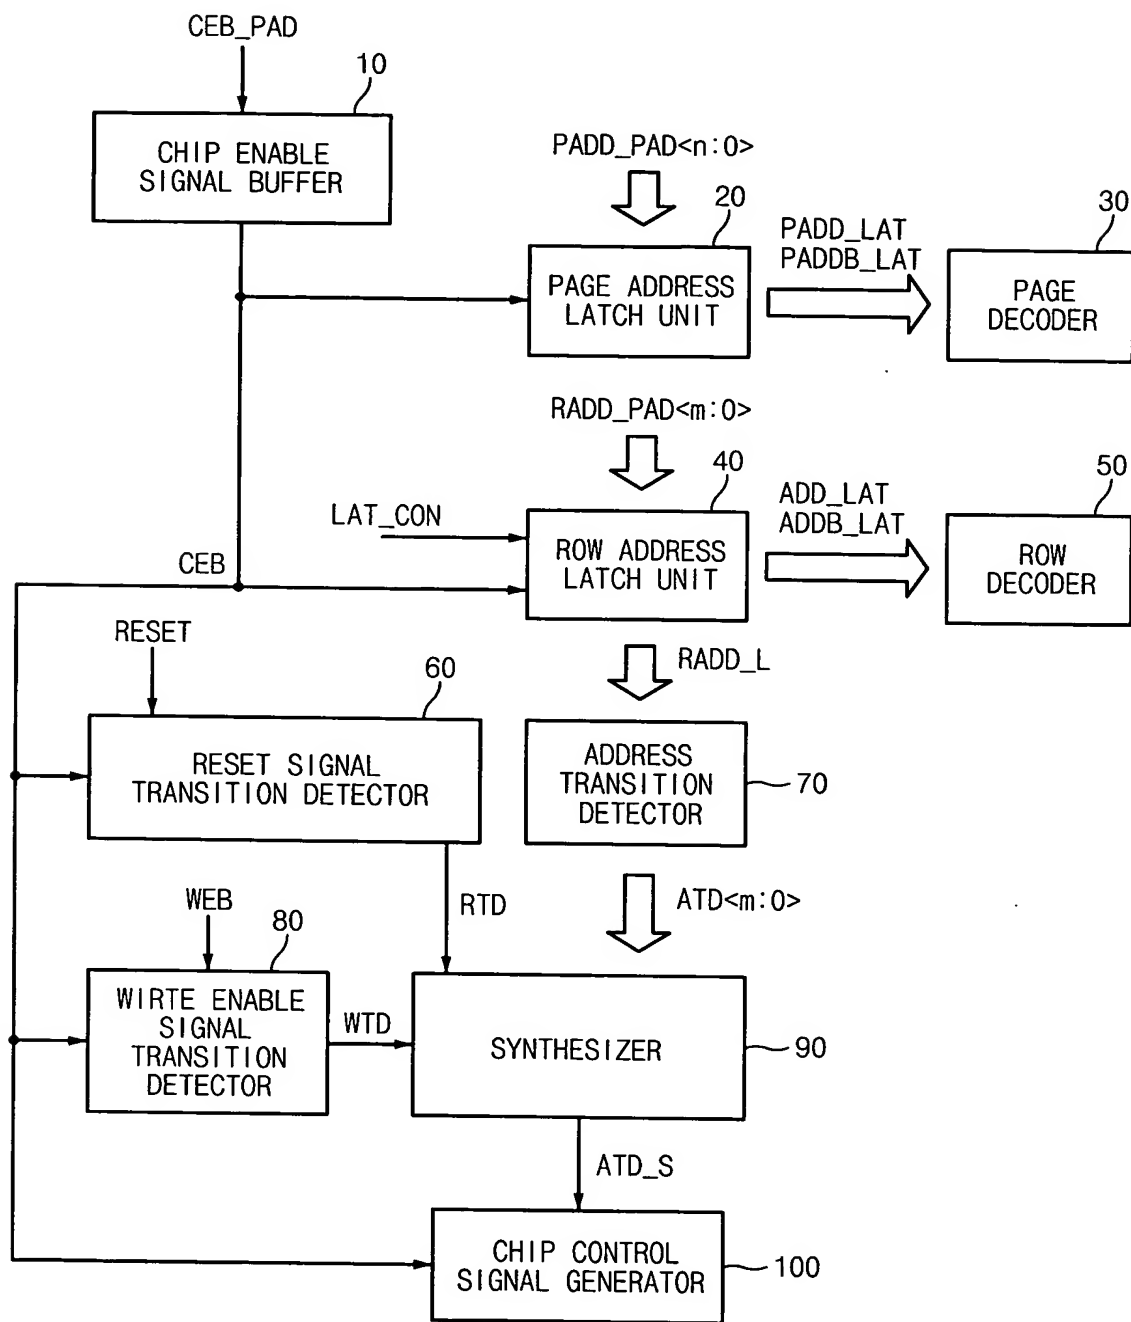 CEB_PAD
10
CHIP ENABLE
SIGNAL BUFFER
PADD_PAD<n:0>
20
PAGE ADDRESS
LATCH UNIT
PADD_LAT
PADDB_LAT
30
PAGE
DECODER
RADD_PAD<m:0>
40
LAT_CON
ROW ADDRESS
LATCH UNIT
ADD_LAT
ADDB_LAT
50
ROW
DECODER
CEB
RESET
60
RADD_L
RESET SIGNAL
TRANSITION DETECTOR
ADDRESS
TRANSITION
DETECTOR
70
RTD
ATD<m:0>
WEB
80
WIRTE ENABLE
SIGNAL
TRANSITION
DETECTOR
WTD
SYNTHESIZER
90
ATD_S
CHIP CONTROL
SIGNAL GENERATOR
100